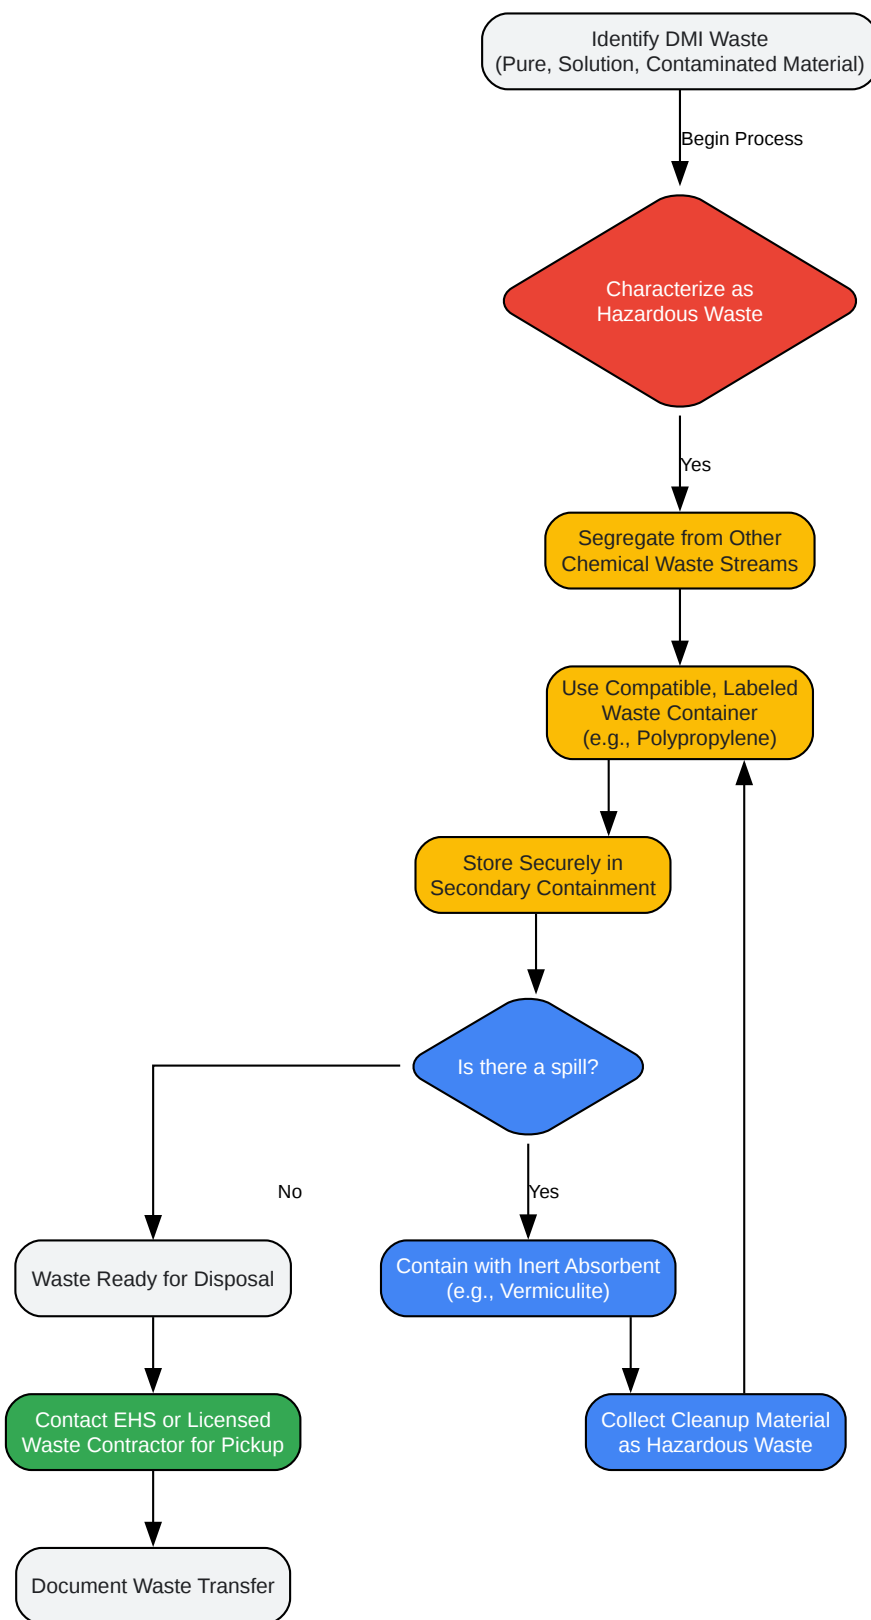 Identify DMI Waste
(Pure, Solution, Contaminated Material)
Begin Process
Characterize as
Hazardous Waste
Yes
Segregate from Other
Chemical Waste Streams
Use Compatible, Labeled
Waste Container
(e.g., Polypropylene)
Store Securely in
Secondary Containment
Is there a spill?
No
Yes
Waste Ready for Disposal
Contain with Inert Absorbent
(e.g., Vermiculite)
Contact EHS or Licensed
Waste Contractor for Pickup
Collect Cleanup Material
as Hazardous Waste
Document Waste Transfer